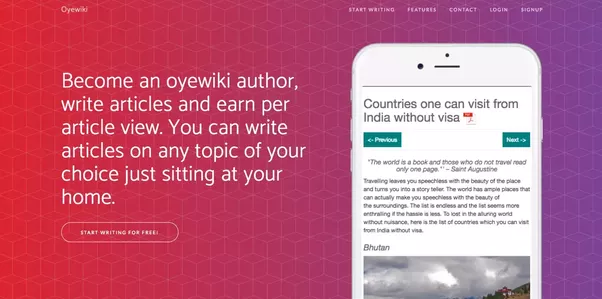 Oyewiki
START WRITING
FEATURES
CONTACT
LOGIN
SIGNUP
Become an oyewiki author,
write articles and earn per
article view. You can write
articles on any topic of your
choice just sitting at your
home.
START WRITING FOR FREE!
Countries one can visit from
India without visa
<- Previous
Next ->
"The world is a book and those who do not travel read
only one page." – Saint Augustine
Travelling leaves you speechless with the beauty of the place
and turns you into a story teller. The world has ample places that
can actually make you speechless with the beauty of
the surroundings. The list is endless and the list seems more
enthralling if the hassle is less. To lost in the alluring world
without nuisance, here is the list of countries which you can visit
from India without visa.
Bhutan